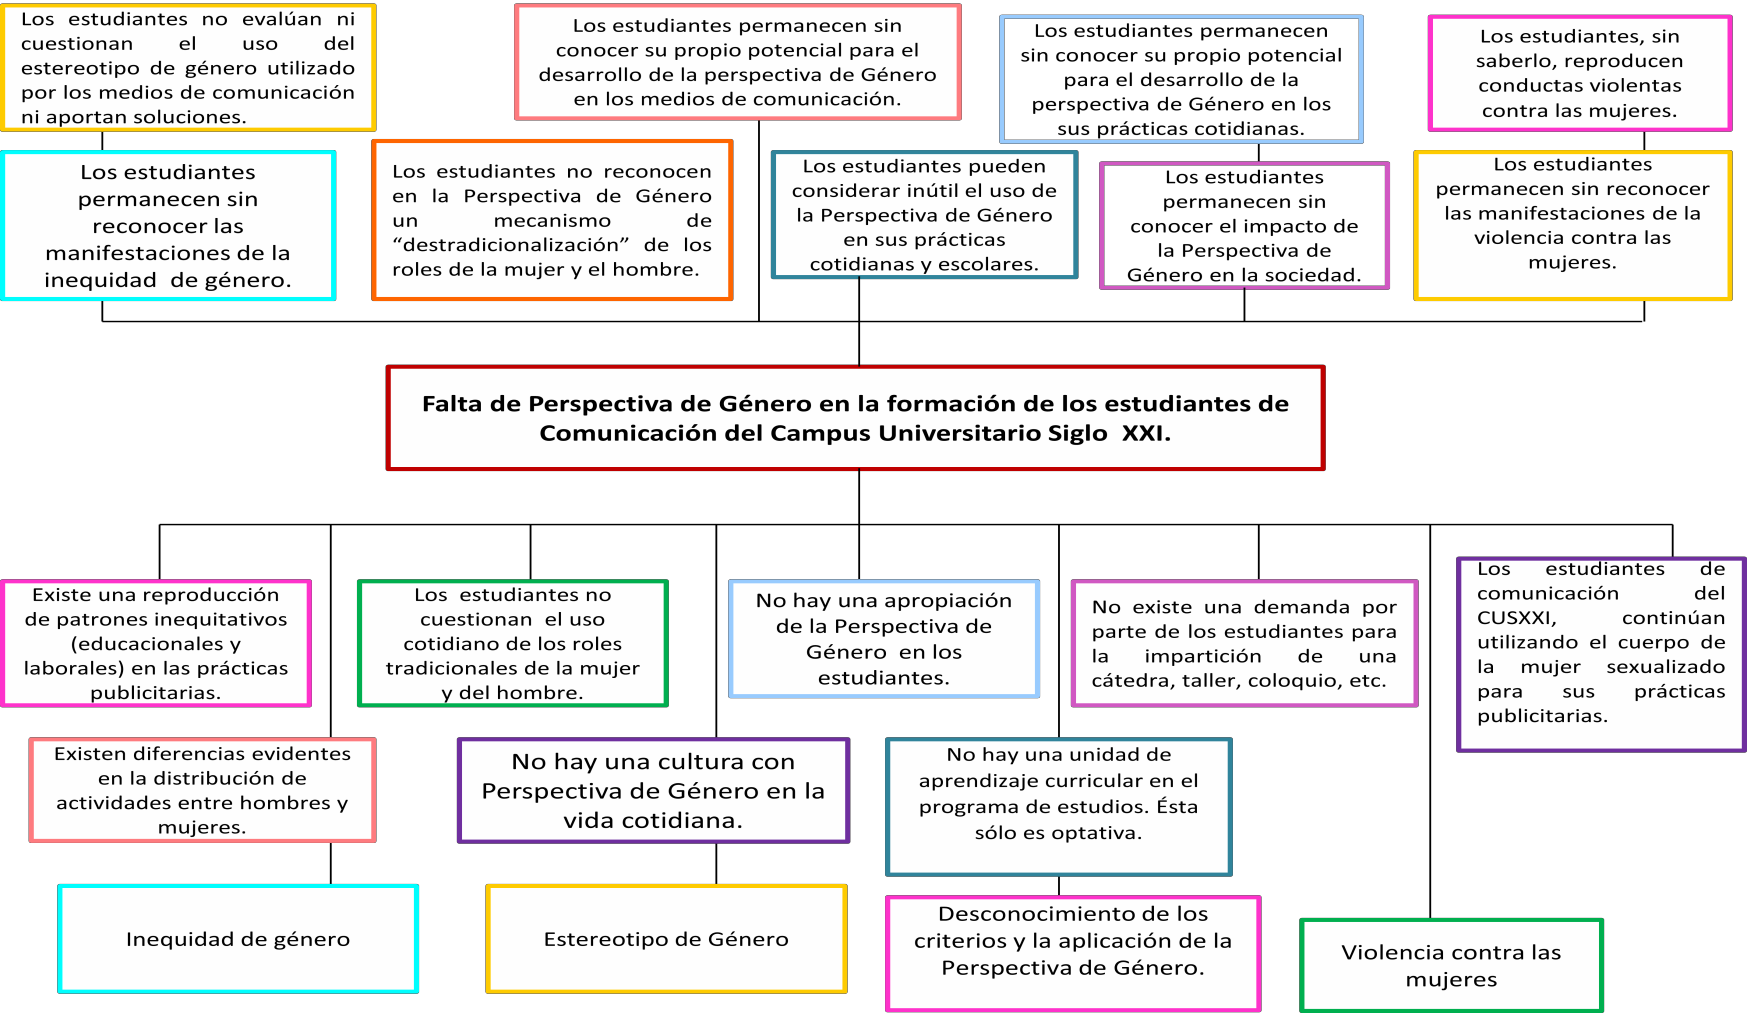 Los estudiantes no evalúan ni
cuestionan el uso del
estereotipo de género utilizado
por los medios de comunicación
ni aportan soluciones.
Los estudiantes permanecen sin
conocer su propio potencial para el
desarrollo de la perspectiva de Género
en los medios de comunicación.
Los estudiantes permanecen
sin conocer su propio potencial
para el desarrollo de la
perspectiva de Género en los
sus prácticas cotidianas.
Los estudiantes, sin
saberlo, reproducen
conductas violentas
contra las mujeres.
Los estudiantes
permanecen sin
reconocer las
manifestaciones de la
inequidad de género.
Los estudiantes no reconocen
en la Perspectiva de Género
un mecanismo de
“destradicionalización” de los
roles de la mujer y el hombre.
Los estudiantes pueden
considerar inútil el uso de
la Perspectiva de Género
en sus prácticas
cotidianas y escolares.
Los estudiantes
permanecen sin
conocer el impacto de
la Perspectiva de
Género en la sociedad.
Los estudiantes
permanecen sin reconocer
las manifestaciones de la
violencia contra las
mujeres.
Falta de Perspectiva de Género en la formación de los estudiantes de
Comunicación del Campus Universitario Siglo XXI.
Existe una reproducción
de patrones inequitativos
(educacionales y
laborales) en las prácticas
publicitarias.
Los estudiantes no
cuestionan el uso
cotidiano de los roles
tradicionales de la mujer
y del hombre.
No hay una apropiación
de la Perspectiva de
Género en los
estudiantes.
No existe una demanda por
parte de los estudiantes para
la impartición de una
cátedra, taller, coloquio, etc.
Los estudiantes de
comunicación del
CUSXXI, continúan
utilizando el cuerpo de
la mujer sexualizado
para sus prácticas
publicitarias.
Existen diferencias evidentes
en la distribución de
actividades entre hombres y
mujeres.
No hay una cultura con
Perspectiva de Género en la
vida cotidiana.
No hay una unidad de
aprendizaje curricular en el
programa de estudios. Ésta
sólo es optativa.
Inequidad de género
Estereotipo de Género
Desconocimiento de los
criterios y la aplicación de la
Perspectiva de Género.
Violencia contra las
mujeres